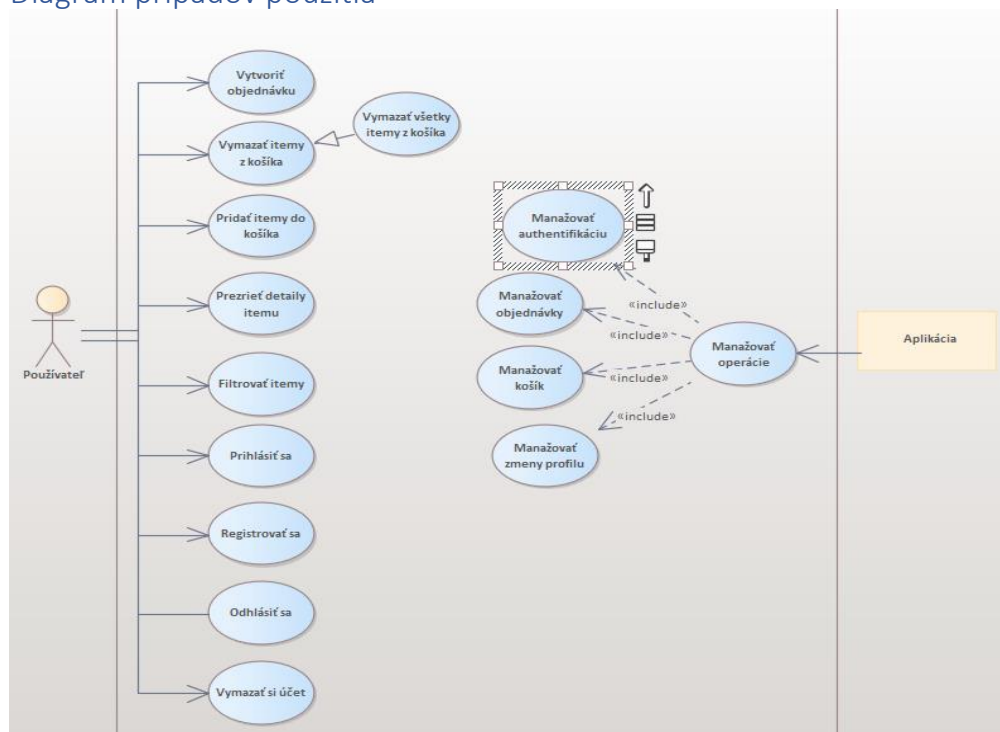 Diagram prípadov použitia
Vytvoriť
objednávku
Vymazať všetky
itemy z košíka
Vymazať itemy
z košíka
Pridať itemy do
košíka
Manažovať
authentifikáciu
Prezrieť detaily
itemu
Manažovať
objednávky
«include»
«include»
Manažovať
operácie
Aplikácia
Používateľ
Filtrovať itemy
Manažovať
košík
«include»
«include»
Prihlásiť sa
Manažovať
zmeny profilu
Registrovať sa
Odhlásiť sa
Vymazať si účet